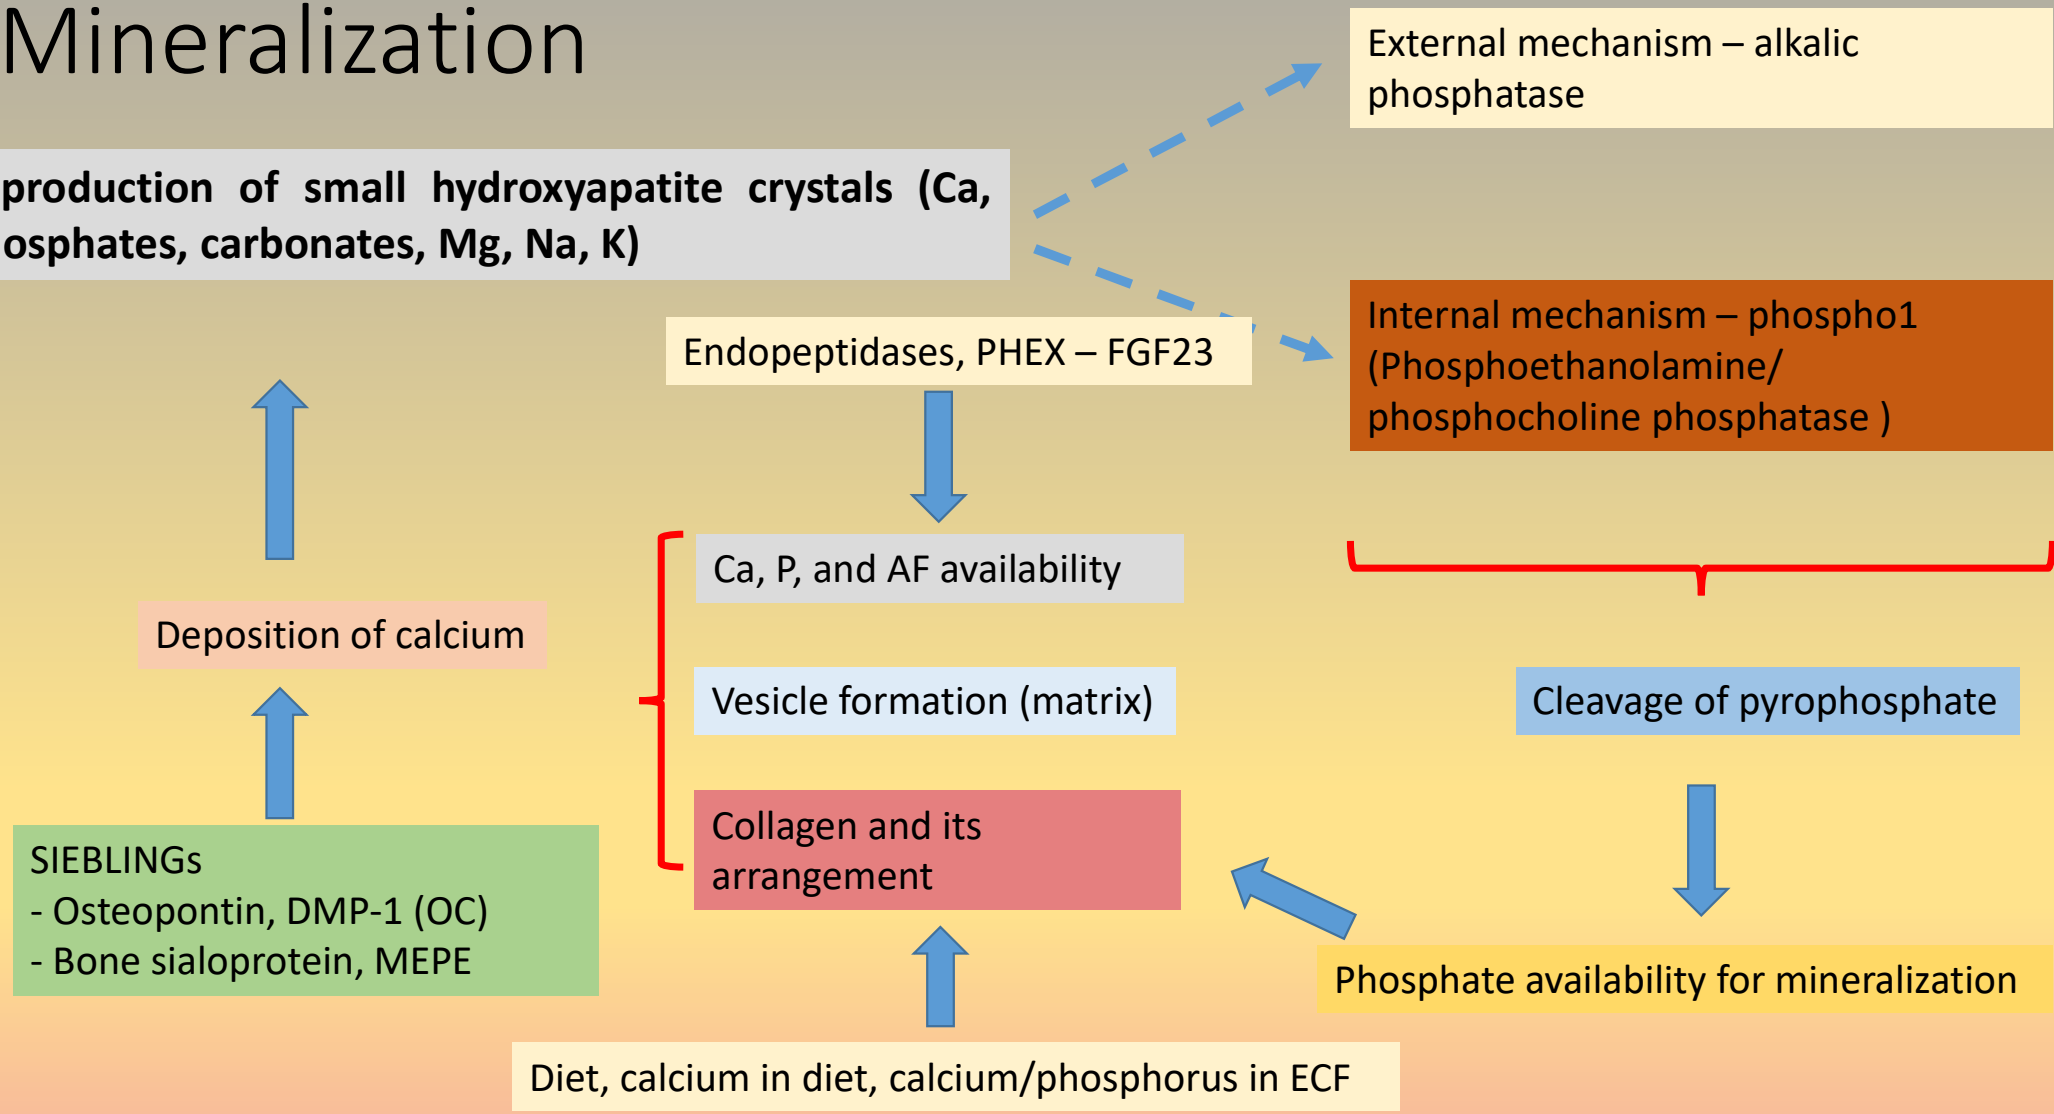 Mineralization
External mechanism – alkalic
phosphatase
production of small hydroxyapatite crystals (Ca,
osphates, carbonates, Mg, Na, K)
Internal mechanism – phospho1
(Phosphoethanolamine/
phosphocholine phosphatase )
Endopeptidases, PHEX – FGF23
Ca, P, and AF availability
Deposition of calcium
Vesicle formation (matrix)
Cleavage of pyrophosphate
Collagen and its
arrangement
SIEBLINGs
- Osteopontin, DMP-1 (OC)
- Bone sialoprotein, MEPE
Phosphate availability for mineralization
Diet, calcium in diet, calcium/phosphorus in ECF